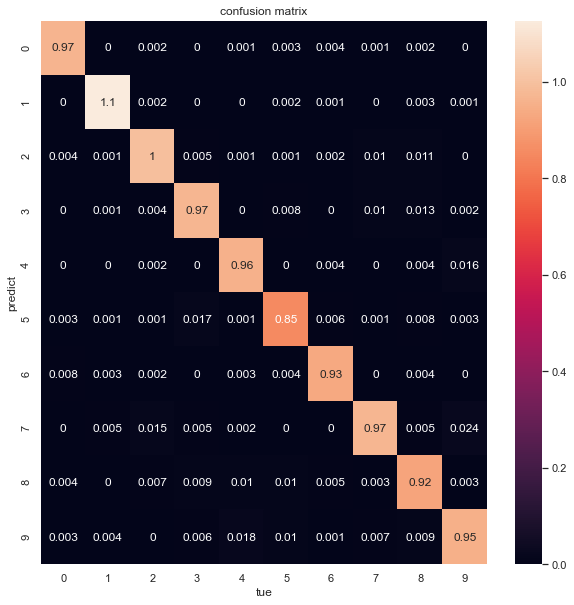 confusion matrix
0 0.97 0 0.002 0 0.001 0.003 0.004 0.001 0.002 0
1 0 1.1 0.002 0 0 0.002 0.001 0 0.003 0.001
2 0.004 0.001 1 0.005 0.001 0.001 0.002 0.01 0.011 0
3 0 0.001 0.004 0.97 0 0.008 0 0.01 0.013 0.002
4 0 0 0.002 0 0.96 0 0.004 0 0.004 0.016
predict
5 0.003 0.001 0.001 0.017 0.001 0.85 0.006 0.001 0.008 0.003
6 0.008 0.003 0.002 0 0.003 0.004 0.93 0 0.004 0
7 0 0.005 0.015 0.005 0.002 0 0 0.97 0.005 0.024
8 0.004 0 0.007 0.009 0.01 0.01 0.005 0.003 0.92 0.003
9 0.003 0.004 0 0.006 0.018 0.01 0.001 0.007 0.009 0.95
0 1 2 3 4 5 6 7 8 9
tue
1.0
0.8
0.6
0.4
0.2
0.0